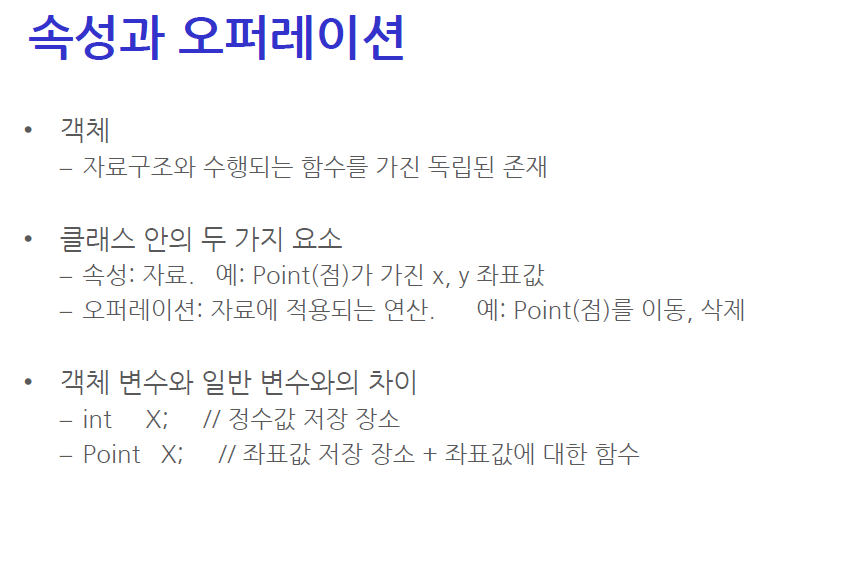 속성과 오퍼레이션
• 객체
– 자료구조와 수행되는 함수를 가진 독립된 존재
• 클래스 안의 두 가지 요소
– 속성: 자료. 예: Point(점)가 가진 x, y 좌표값
– 오퍼레이션: 자료에 적용되는 연산. 예: Point(점)를 이동, 삭제
• 객체 변수와 일반 변수와의 차이
– int X; // 정수값 저장 장소
– Point X; // 좌표값 저장 장소 + 좌표값에 대한 함수